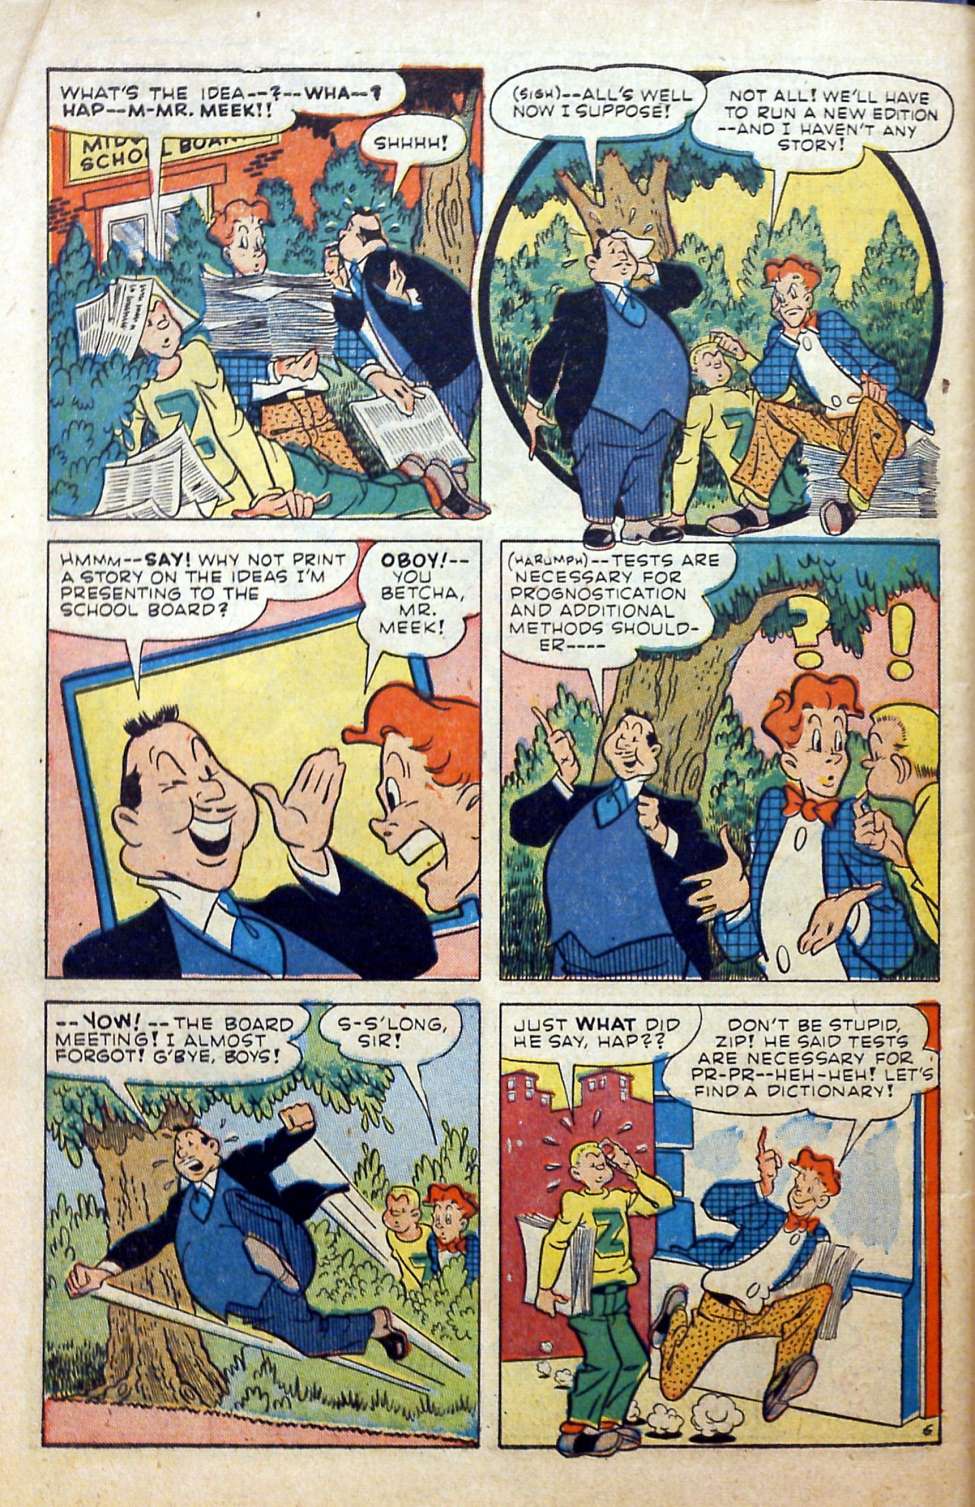 WHAT'S THE IDEA--?--WHA--?
HAP--M-MR. MEEK!!
SHHHH!
SCHOOL BOAR
(SIGH)--ALL'S WELL
NOW I SUPPOSE!
NOT ALL! WE'LL HAVE
TO RUN A NEW EDITION
--AND I HAVEN'T ANY
STORY!
Z
Z
HMMM--SAY! WHY NOT PRINT
A STORY ON THE IDEAS I'M
PRESENTING TO THE
SCHOOL BOARD?
OBOY!--
YOU
BETCHA,
MR.
MEEK!
(HARUMPH)--TESTS ARE
NECESSARY FOR
PROGNOSTICATION
AND ADDITIONAL
METHODS SHOULD-
ER----
? !
--YOW!--THE BOARD
MEETING! I ALMOST
FORGOT! G'BYE, BOYS!
S-S'LONG,
SIR!
JUST WHAT DID
HE SAY, HAP??
DON'T BE STUPID,
ZIP! HE SAID TESTS
ARE NECESSARY FOR
PR-PR--HEH-HEH! LET'S
FIND A DICTIONARY!
Z
6